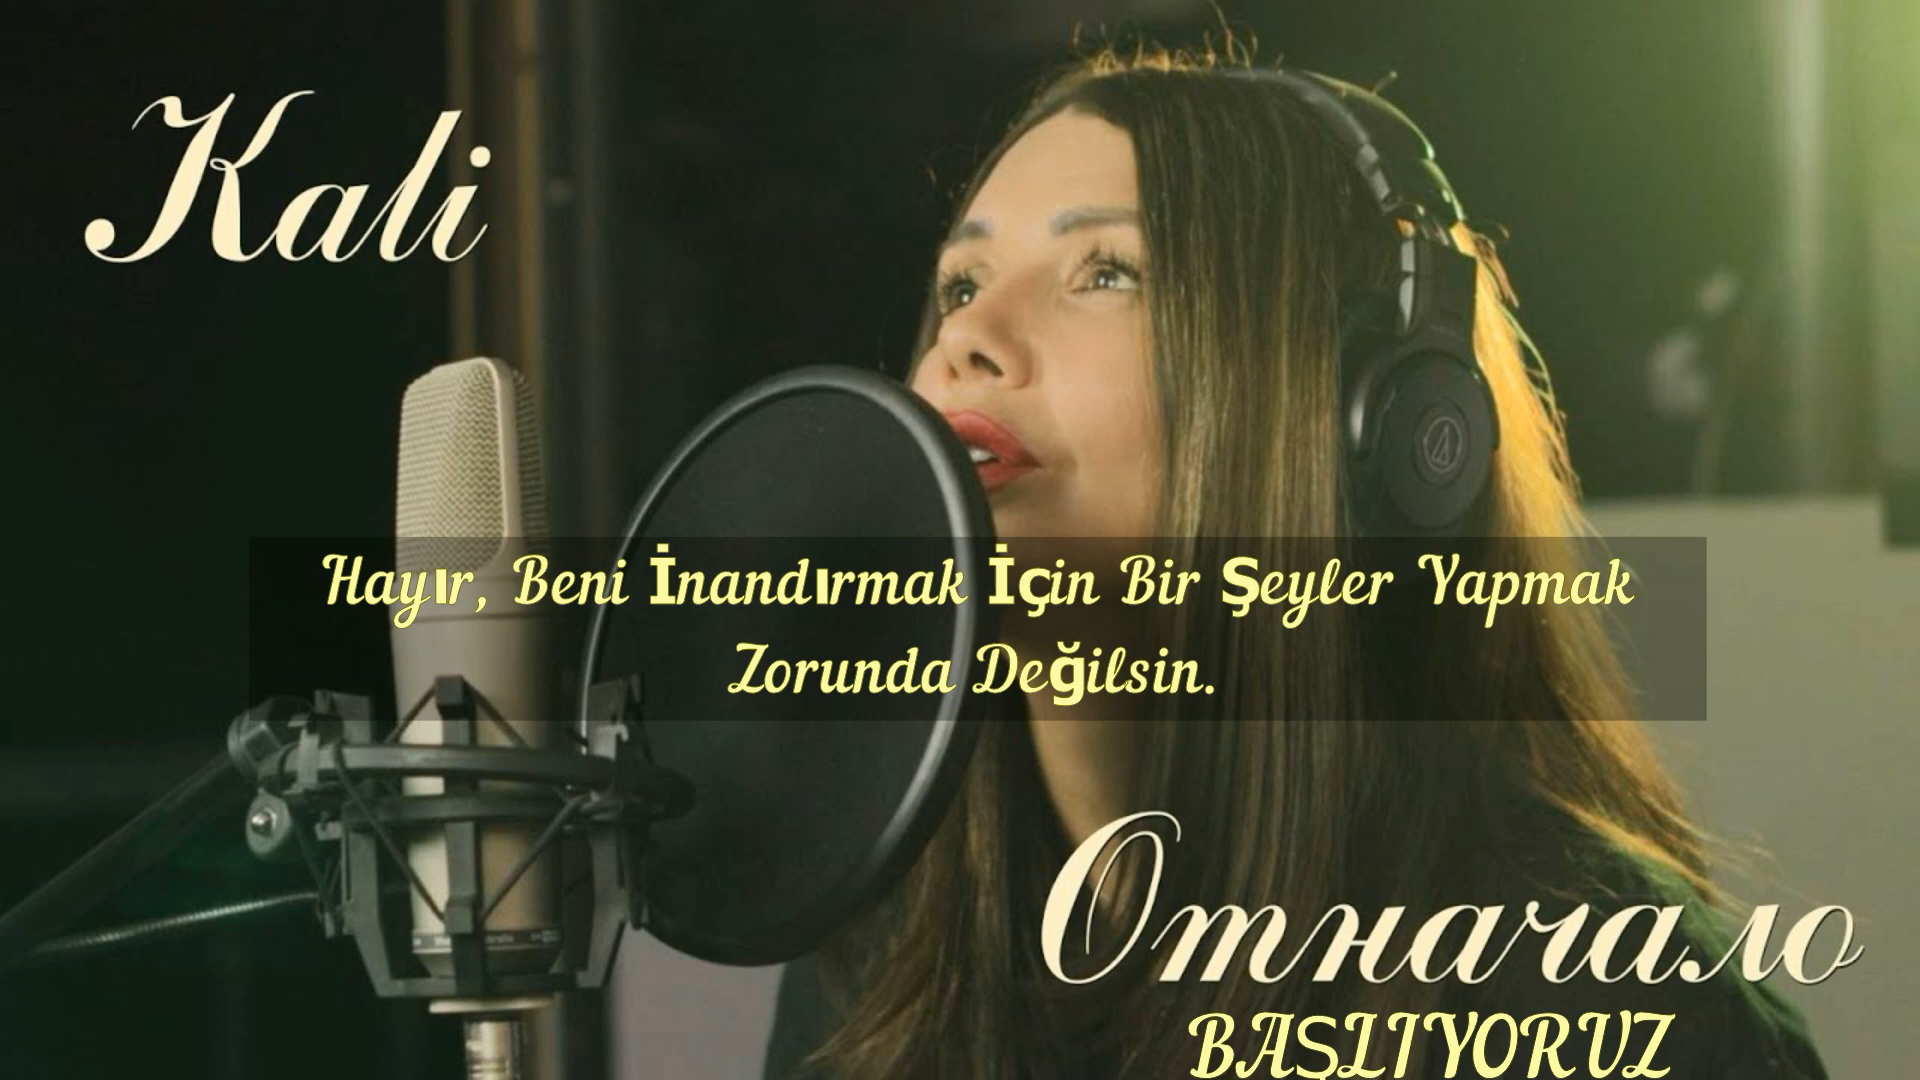 Kali
Hayır, Beni İnandırmak İçin Bir Şeyler Yapmak
Zorunda Değilsin.
Отначало
BAŞLIYORUZ